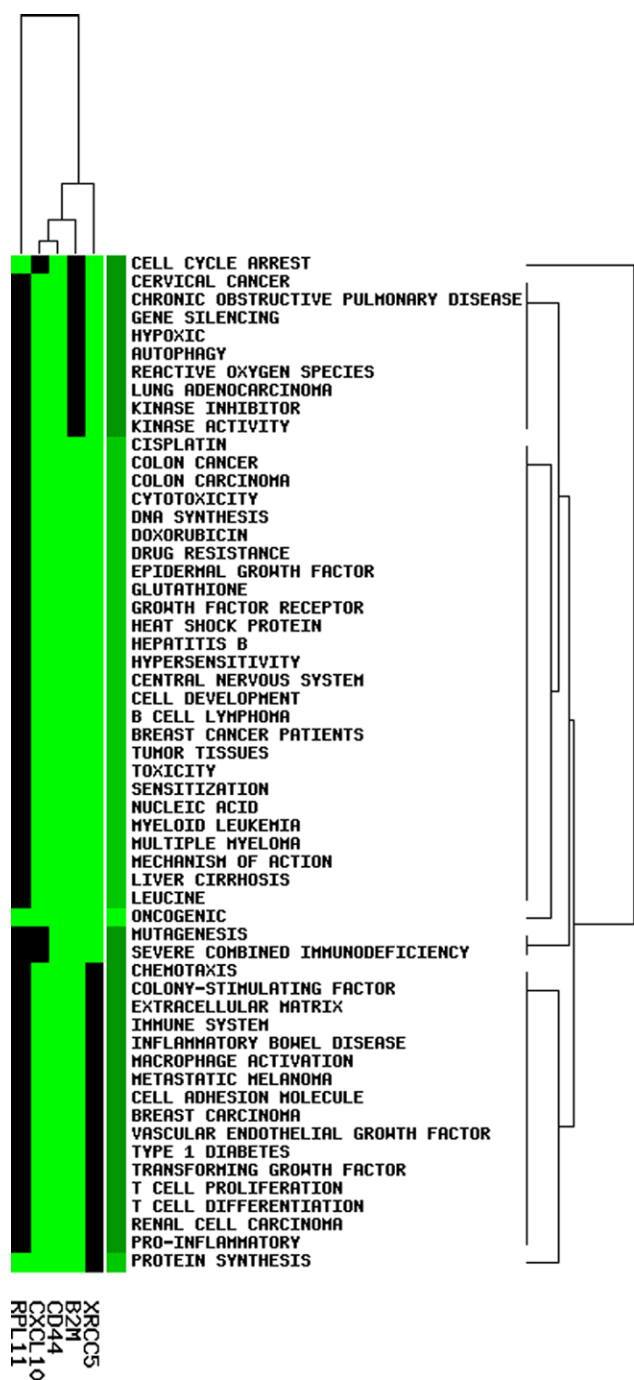 CELL CYCLE ARREST
CERVICAL CANCER
CHRONIC OBSTRUCTIVE PULMONARY DISEASE
GENE SILENCING
HYPOXIC
AUTOPHAGY
REACTIVE OXYGEN SPECIES
LUNG ADENOCARCINOMA
KINASE INHIBITOR
KINASE ACTIVITY
CISPLATIN
COLON CANCER
COLON CARCINOMA
CYTOTOXICITY
DNA SYNTHESIS
DOXORUBICIN
DRUG RESISTANCE
EPIDERMAL GROWTH FACTOR
GLUTATHIONE
GROWTH FACTOR RECEPTOR
HEAT SHOCK PROTEIN
HEPATITIS B
HYPERSENSITIVITY
CENTRAL NERVOUS SYSTEM
CELL DEVELOPMENT
B CELL LYMPHOMA
BREAST CANCER PATIENTS
TUMOR TISSUES
TOXICITY
SENSITIZATION
NUCLEIC ACID
MYELOID LEUKEMIA
MULTIPLE MYELOMA
MECHANISM OF ACTION
LIVER CIRRHOSIS
LEUCINE
ONCOGENIC
MUTAGENESIS
SEVERE COMBINED IMMUNODEFICIENCY
CHEMOTAXIS
COLONY-STIMULATING FACTOR
EXTRACELLULAR MATRIX
IMMUNE SYSTEM
INFLAMMATORY BOWEL DISEASE
MACROPHAGE ACTIVATION
METASTATIC MELANOMA
CELL ADHESION MOLECULE
BREAST CARCINOMA
VASCULAR ENDOTHELIAL GROWTH FACTOR
TYPE 1 DIABETES
TRANSFORMING GROWTH FACTOR
T CELL PROLIFERATION
T CELL DIFFERENTIATION
RENAL CELL CARCINOMA
PRO-INFLAMMATORY
PROTEIN SYNTHESIS
XRCC5
B2M
CD44
CXCL10
RPL11